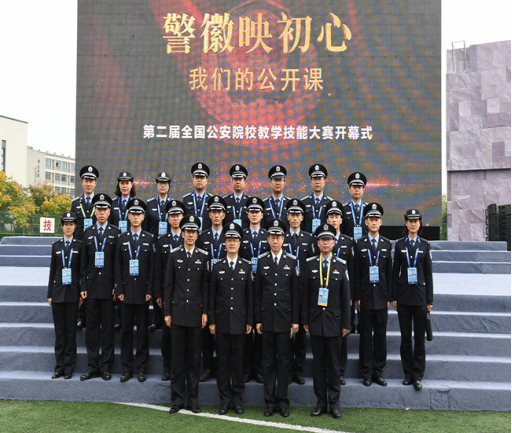 警徽映初心
我们的公开课
第二届全国公安院校教学技能大赛开幕式
技
技